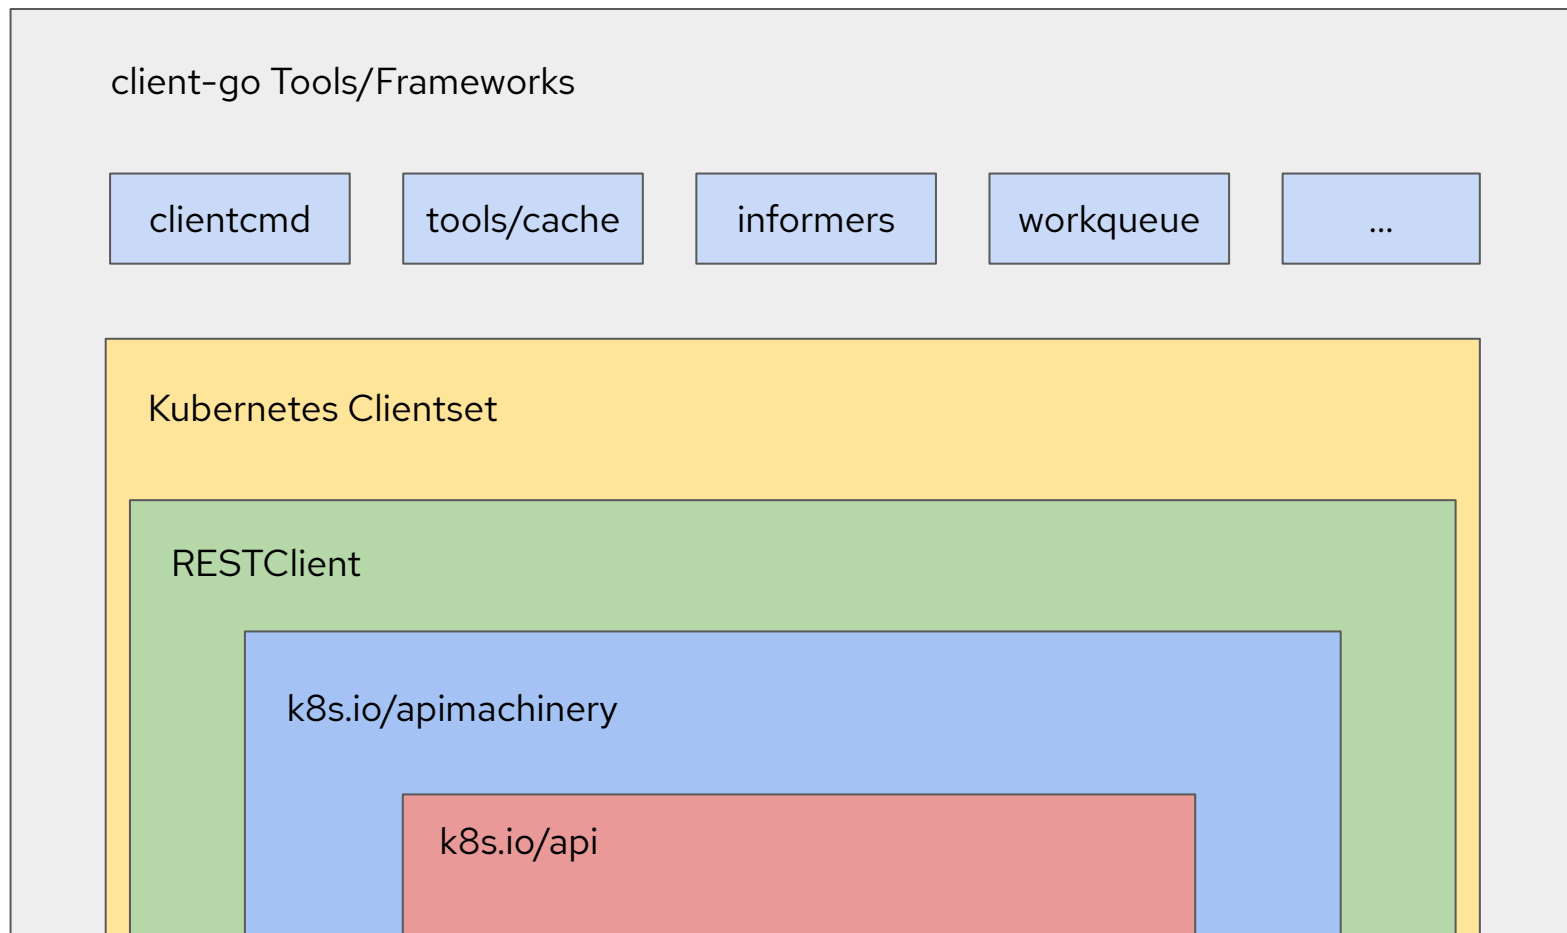 client-go Tools/Frameworks
clientcmd
tools/cache
informers
workqueue
...
Kubernetes Clientset
RESTClient
k8s.io/apimachinery
k8s.io/api